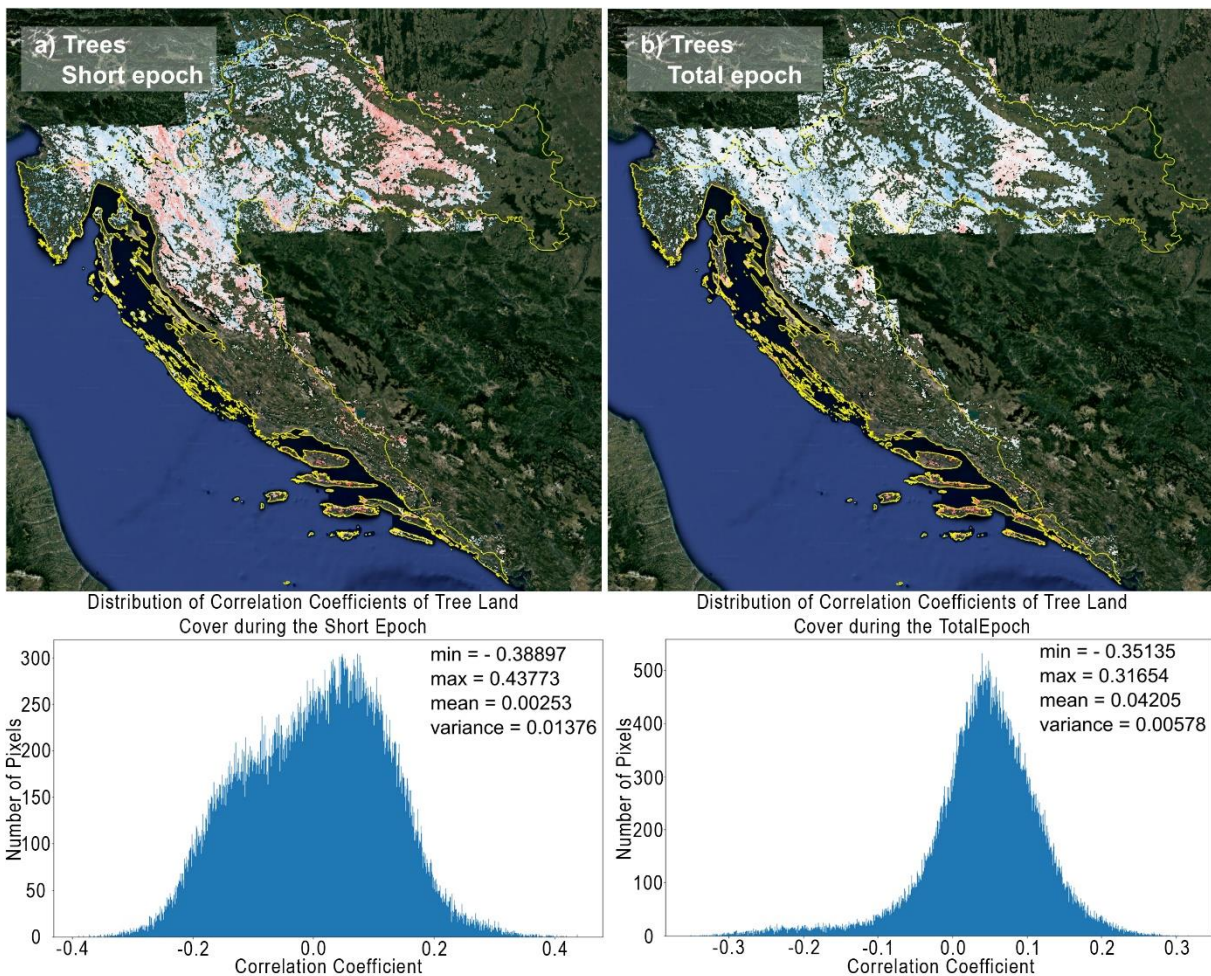 a) Trees
Short epoch
b) Trees
Total epoch
Distribution of Correlation Coefficients of Tree Land
Cover during the Short Epoch
min = - 0.38897
max = 0.43773
mean = 0.00253
variance = 0.01376
Number of Pixels
300
250
200
150
100
50
0
-0.4
-0.2
0.0
0.2
0.4
Correlation Coefficient
Distribution of Correlation Coefficients of Tree Land
Cover during the TotalEpoch
min = - 0.35135
max = 0.31654
mean = 0.04205
variance = 0.00578
Number of Pixels
500
400
300
200
100
0
-0.3
-0.2
-0.1
0.0
0.1
0.2
0.3
Correlation Coefficient